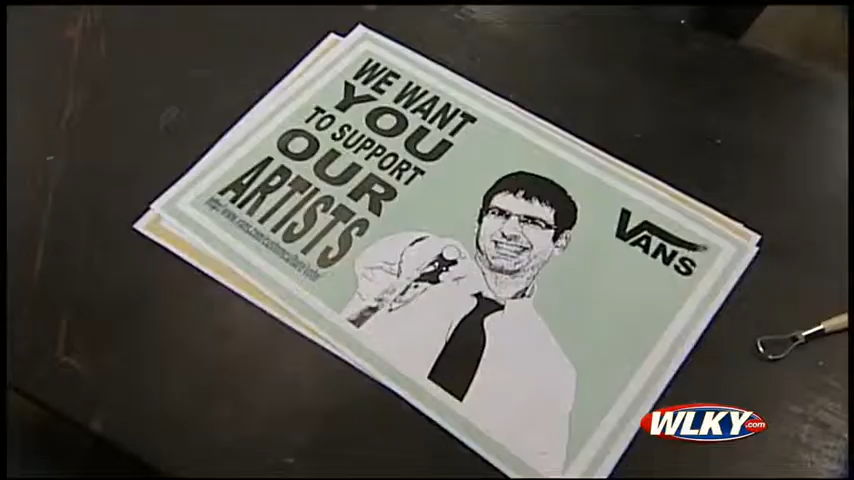 WE WANT
YOU
TO SUPPORT
OUR
ARTISTS
VANS
WLKY.com